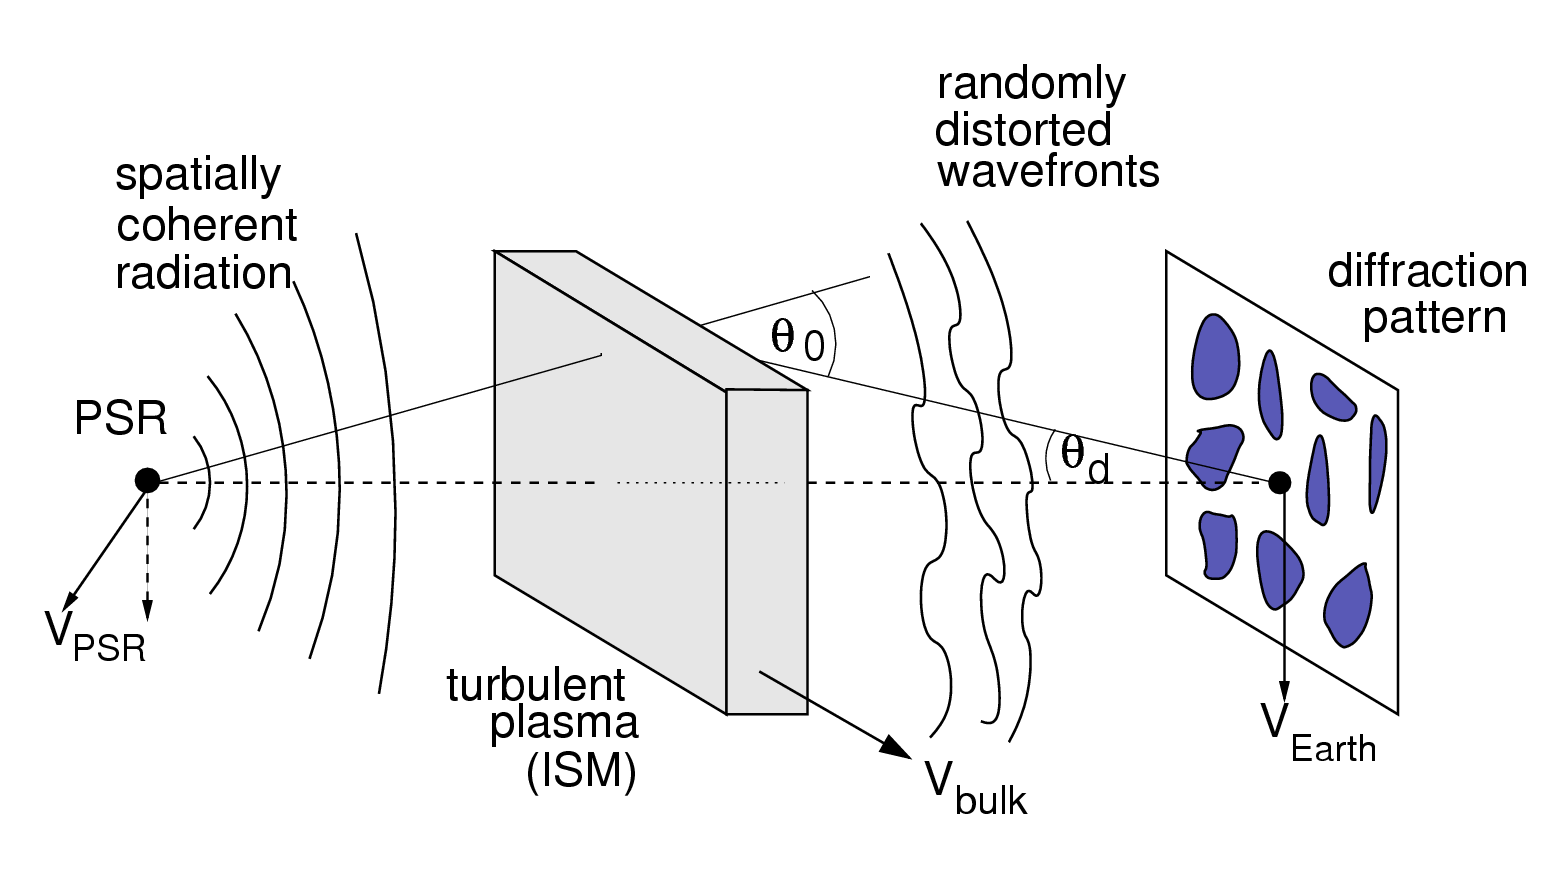 randomly
distorted
wavefronts
spatially
coherent
radiation
diffraction
pattern
θ0
PSR
θd
VPSR
turbulent
plasma
(ISM)
VEarth
Vbulk